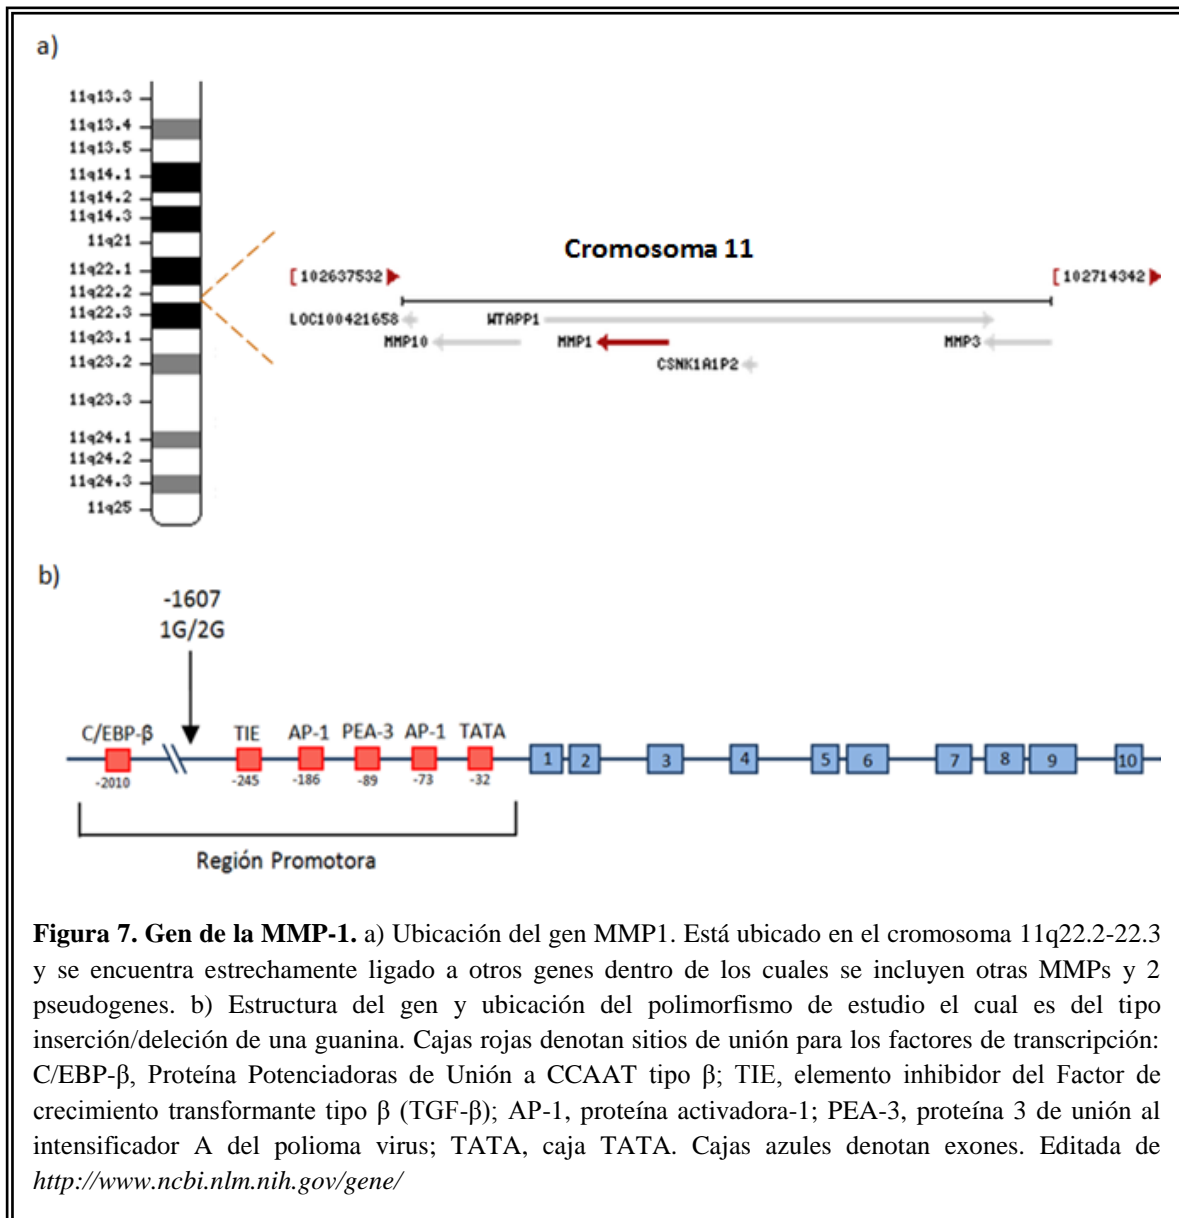 a)
11q13.3
11q13.4
11q13.5
11q14.1
11q14.2
11q14.3
11q21
11q22.1
11q22.2
11q22.3
11q23.1
11q23.2
11q23.3
11q24.1
11q24.2
11q24.3
11q25
Cromosoma 11
[102637532
[102714342
LOC100421658
WTAPP1
MMP10
MMP1
MMP3
CSNK1A1P2
b)
-1607
1G/2G
C/EBP-β
TIE
AP-1
PEA-3
AP-1
TATA
1 2 3 4 5 6 7 8 9 10
-2010
-245
-186
-89
-73
-32
Región Promotora
Figura 7. Gen de la MMP-1. a) Ubicación del gen MMP1. Está ubicado en el cromosoma 11q22.2-22.3
y se encuentra estrechamente ligado a otros genes dentro de los cuales se incluyen otras MMPs y 2
pseudogenes. b) Estructura del gen y ubicación del polimorfismo de estudio el cual es del tipo
inserción/deleción de una guanina. Cajas rojas denotan sitios de unión para los factores de transcripción:
C/EBP-β, Proteína Potenciadoras de Unión a CCAAT tipo β; TIE, elemento inhibidor del Factor de
crecimiento transformante tipo β (TGF-β); AP-1, proteína activadora-1; PEA-3, proteína 3 de unión al
intensificador A del polioma virus; TATA, caja TATA. Cajas azules denotan exones. Editada de
http://www.ncbi.nlm.nih.gov/gene/